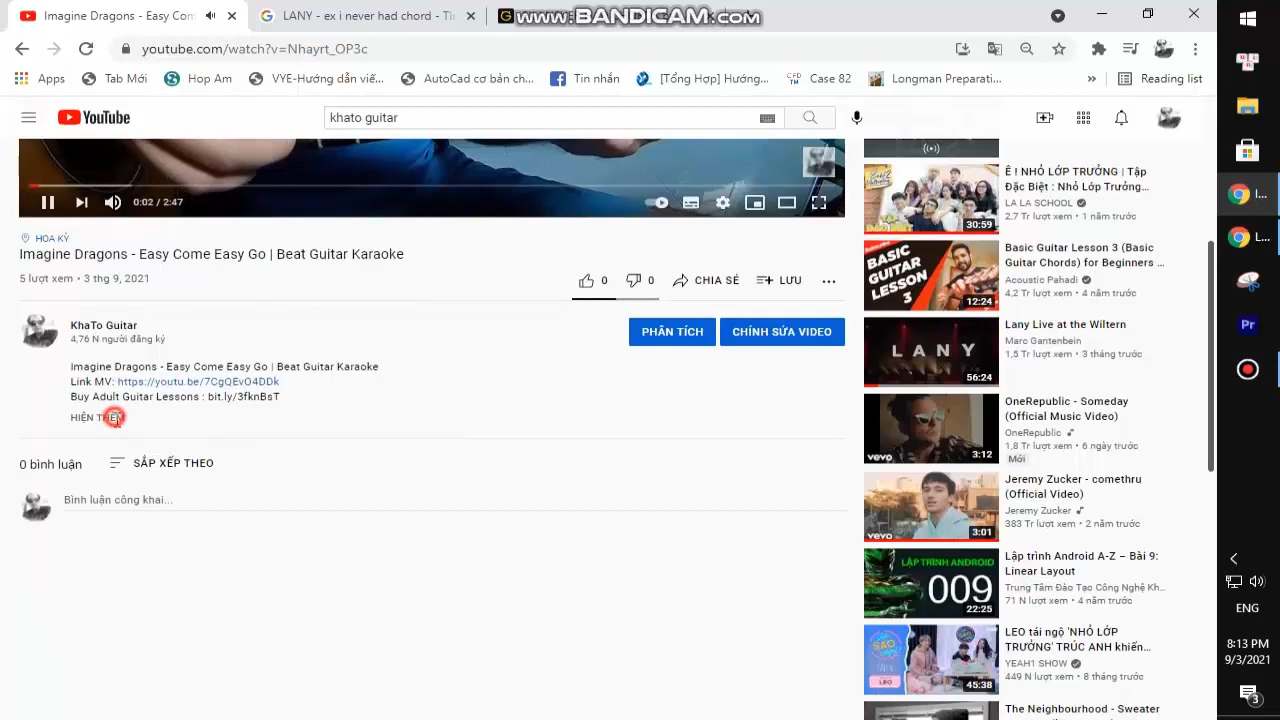 Imagine Dragons - Easy Com
LANY - ex i never had chord - Th
www.BANDICAM.com
youtube.com/watch?v=Nhayrt_OP3c
Apps
Tab Mới
Hop Am
VYE-Hướng dẫn viế...
AutoCad cơ bản ch...
Tin nhắn
[Tổng Hợp] Hướng...
Case 82
Longman Preparati...
»
Reading list
YouTube
khato guitar
0:02 / 2:47
HOA KỲ
Imagine Dragons - Easy Come Easy Go | Beat Guitar Karaoke
5 lượt xem • 3 thg 9, 2021
0
0
CHIA SẺ
LƯU
KhaTo Guitar
4,76 N người đăng ký
PHÂN TÍCH
CHỈNH SỬA VIDEO
Imagine Dragons - Easy Come Easy Go | Beat Guitar Karaoke
Link MV: https://youtu.be/7CgQEvO4DDk
Buy Adult Guitar Lessons : bit.ly/3fknBsT
HIỆN THÊM
0 bình luận
SẮP XẾP THEO
Bình luận công khai...
30:59
Ê ! NHỎ LỚP TRƯỞNG | Tập
Đặc Biệt : Nhỏ Lớp Trưởng...
LA LA SCHOOL
2,7 Tr lượt xem • 1 năm trước
BASIC
GUITAR
LESSON
3
12:24
Basic Guitar Lesson 3 (Basic
Guitar Chords) for Beginners ...
Acoustic Pahadi
4,2 Tr lượt xem • 4 năm trước
LANY
56:24
Lany Live at the Wiltern
Marc Gantenbein
1,5 Tr lượt xem • 3 tháng trước
vevo
3:12
OneRepublic - Someday
(Official Music Video)
OneRepublic
1,8 Tr lượt xem • 6 ngày trước
Mới
vevo
3:01
Jeremy Zucker - comethru
(Official Video)
Jeremy Zucker
383 Tr lượt xem • 2 năm trước
LẬP TRÌNH ANDROID
009
22:25
Lập trình Android A-Z – Bài 9:
Linear Layout
Trung Tâm Đào Tạo Công Nghệ Kh...
71 N lượt xem • 4 năm trước
SAO
LEO
45:38
LEO tái ngộ 'NHỎ LỚP
TRƯỞNG' TRÚC ANH khiến...
YEAH1 SHOW
449 N lượt xem • 8 tháng trước
The Neighbourhood - Sweater
I...
L...
Pr
ENG
8:13 PM
9/3/2021
3